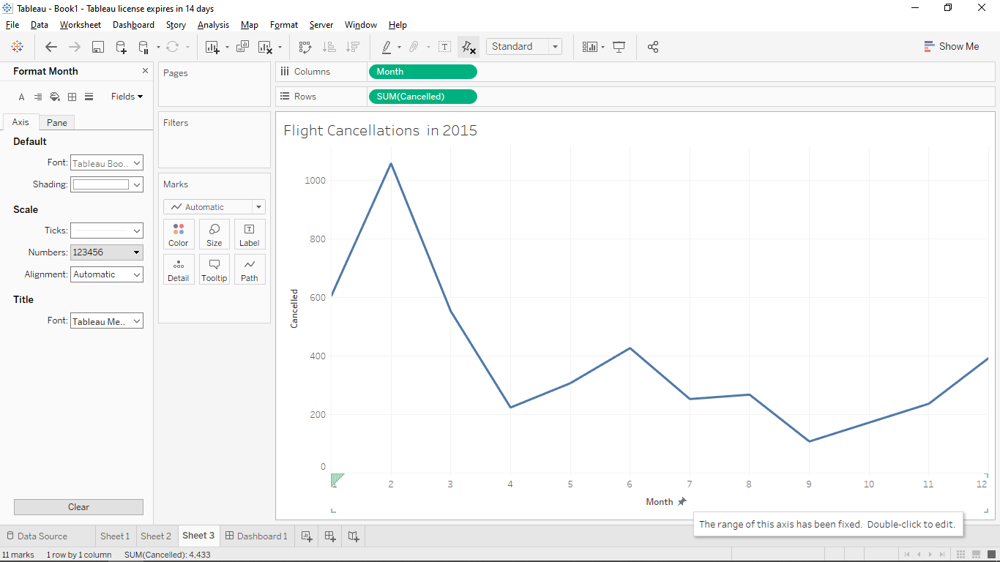 Tableau - Book1 - Tableau license expires in 14 days
File Data Worksheet Dashboard Story Analysis Map Format Server Window Help
Standard
Show Me
Format Month
Fields
Axis Pane
Default
Font: Tableau Boo..
Shading:
Scale
Ticks:
Numbers: 123456
Alignment: Automatic
Title
Font: Tableau Me..
Clear
Pages
Filters
Marks
Automatic
Color Size Label
Detail Tooltip Path
Columns Month
Rows SUM(Cancelled)
Flight Cancellations  in 2015
1000
800
600
400
200
0
Cancelled
1 2 3 4 5 6 7 8 9 10 11 12
Month
The range of this axis has been fixed.  Double-click to edit.
Data Source Sheet 1 Sheet 2 Sheet 3 Dashboard 1
11 marks 1 row by 1 column SUM(Cancelled): 4,433